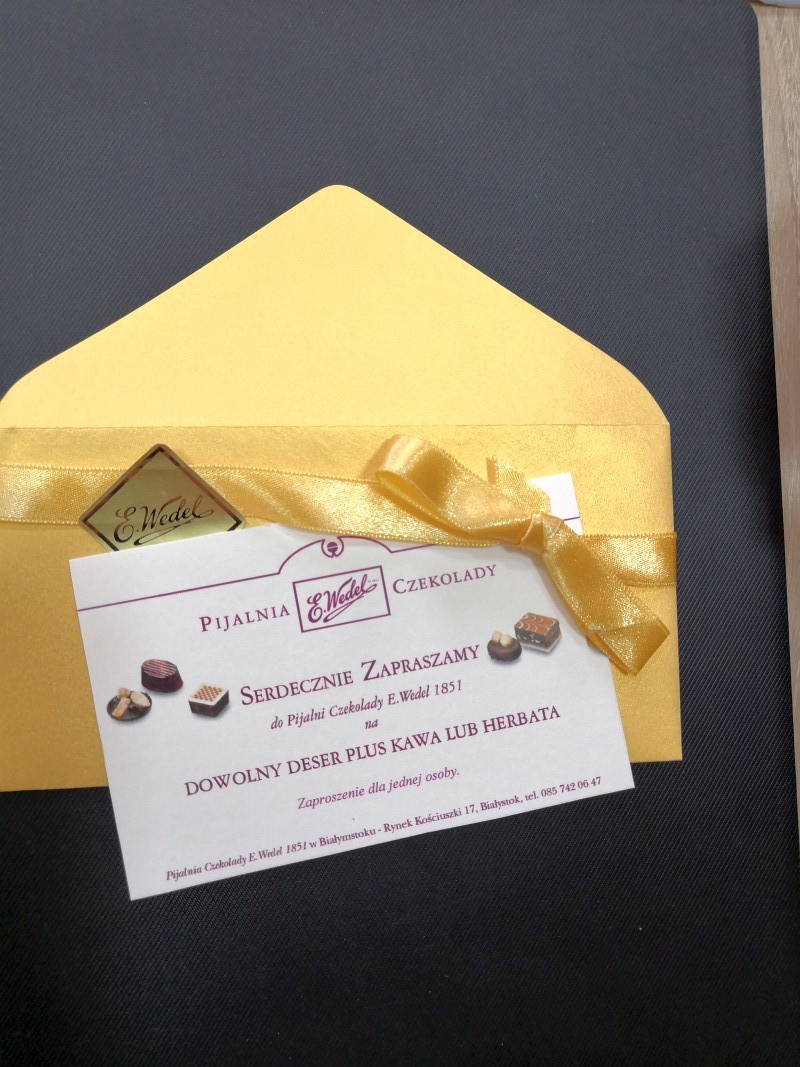 E.Wedel
PIJALNIA E.Wedel CZEKOLADY
SERDECZNIE ZAPRASZAMY
do Pijalni Czekolady E.Wedel 1851
na
DOWOLNY DESER PLUS KAWA LUB HERBATA
Zaproszenie dla jednej osoby.
Pijalnia Czekolady E.Wedel 1851 w Białymstoku - Rynek Kościuszki 17, Białystok, tel. 085 742 06 47